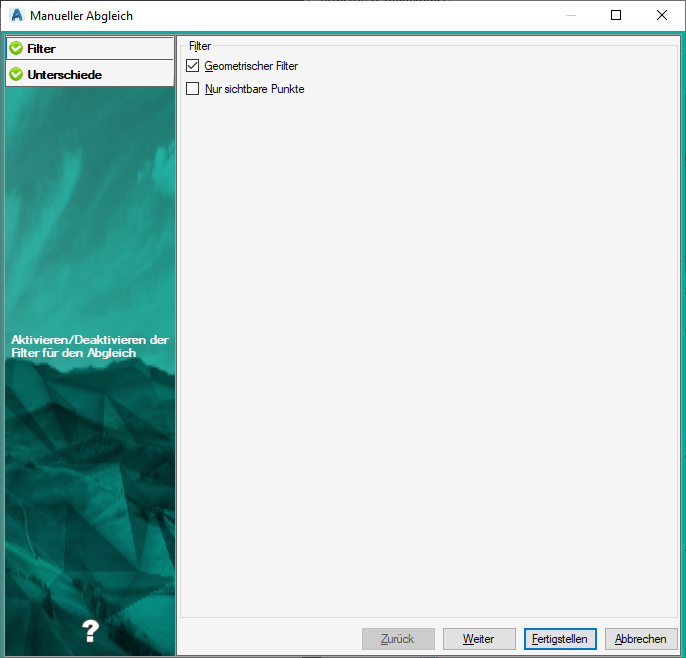 Manueller Abgleich
Filter
Unterschiede
Aktivieren/Deaktivieren der
Filter für den Abgleich
?
Filter
Geometrischer Filter
Nur sichtbare Punkte
Zurück
Weiter
Fertigstellen
Abbrechen